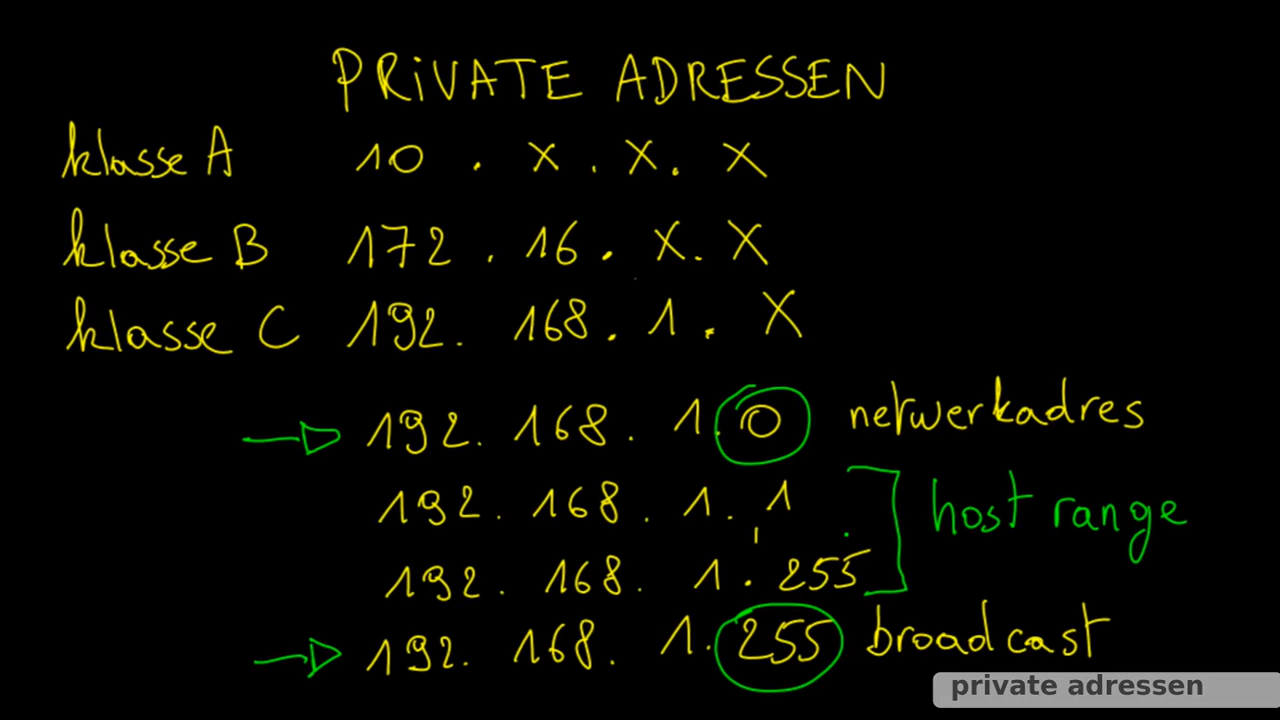 PRiVATE ADRESSEN
klasse A 10 . x . x . x
klasse B 172 . 16 . x . x
klasse C 192 . 168 . 1 . X
192 . 168 . 1 . 0 netwerkadres
192 . 168 . 1 . 1
host range
192 . 168 . 1 . 255
192 . 168 . 1 . 255 broadcast
private adressen